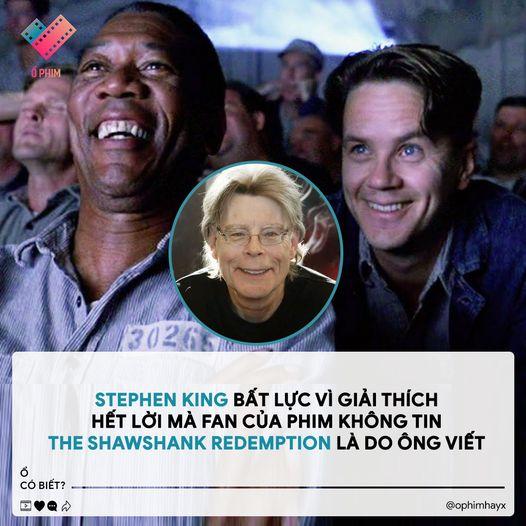 Ổ PHIM
30265
STEPHEN KING BẤT LỰC VÌ GIẢI THÍCH
HẾT LỜI MÀ FAN CỦA PHIM KHÔNG TIN
THE SHAWSHANK REDEMPTION LÀ DO ÔNG VIẾT
Ổ
CÓ BIẾT?
@ophimhayx